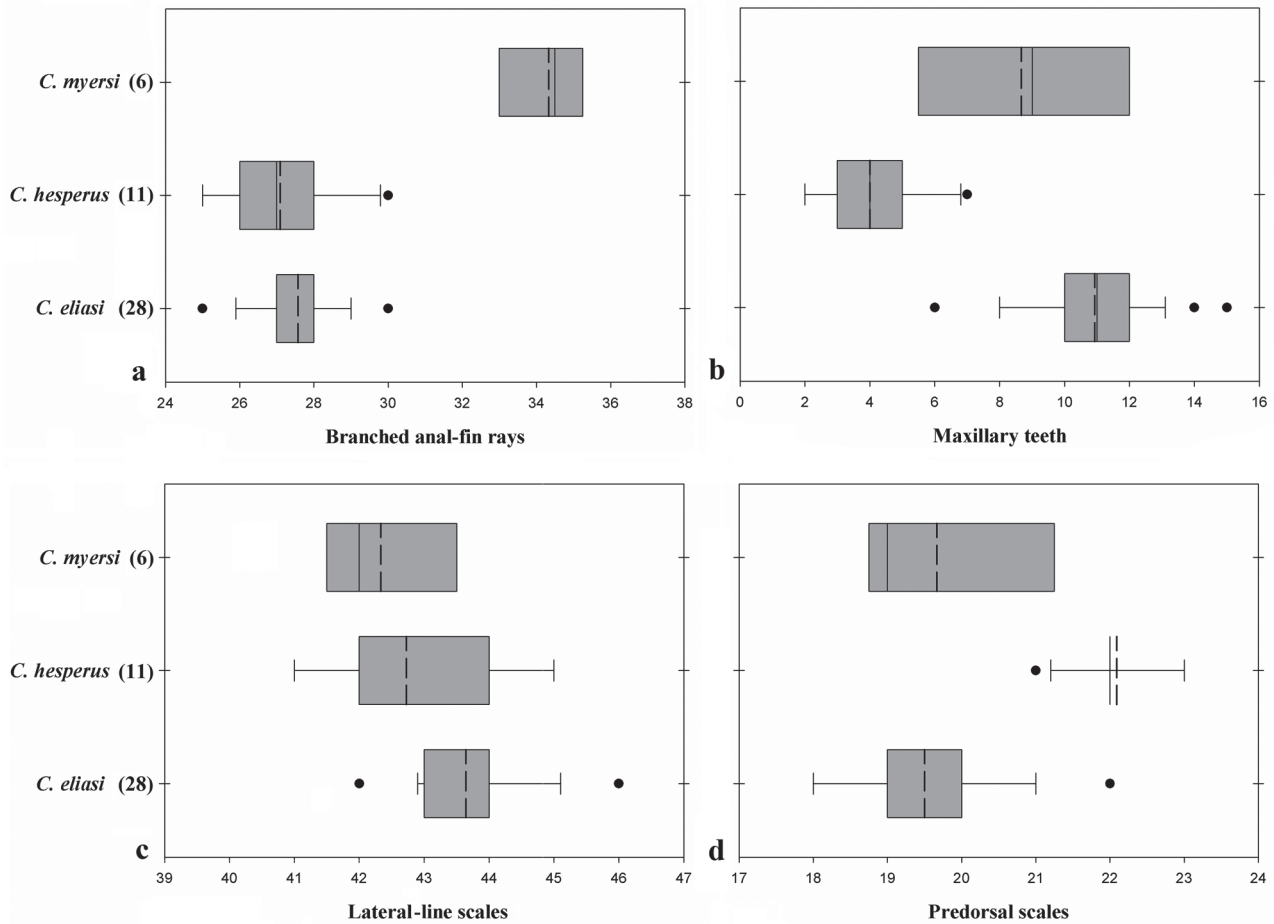 C. myersi (6)
C. hesperus (11)
C. eliasi (28)
a
24 26 28 30 32 34 36 38
Branched anal-fin rays
b
0 2 4 6 8 10 12 14 16
Maxillary teeth
C. myersi (6)
C. hesperus (11)
C. eliasi (28)
c
39 40 41 42 43 44 45 46 47
Lateral-line scales
d
17 18 19 20 21 22 23 24
Predorsal scales